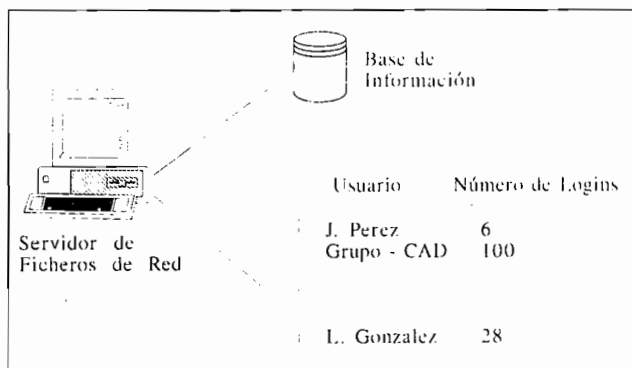 Base de
Información
Usuario Número de Logins
J. Perez 6
Grupo - CAD 100
L. Gonzalez 28
Servidor de
Ficheros de Red